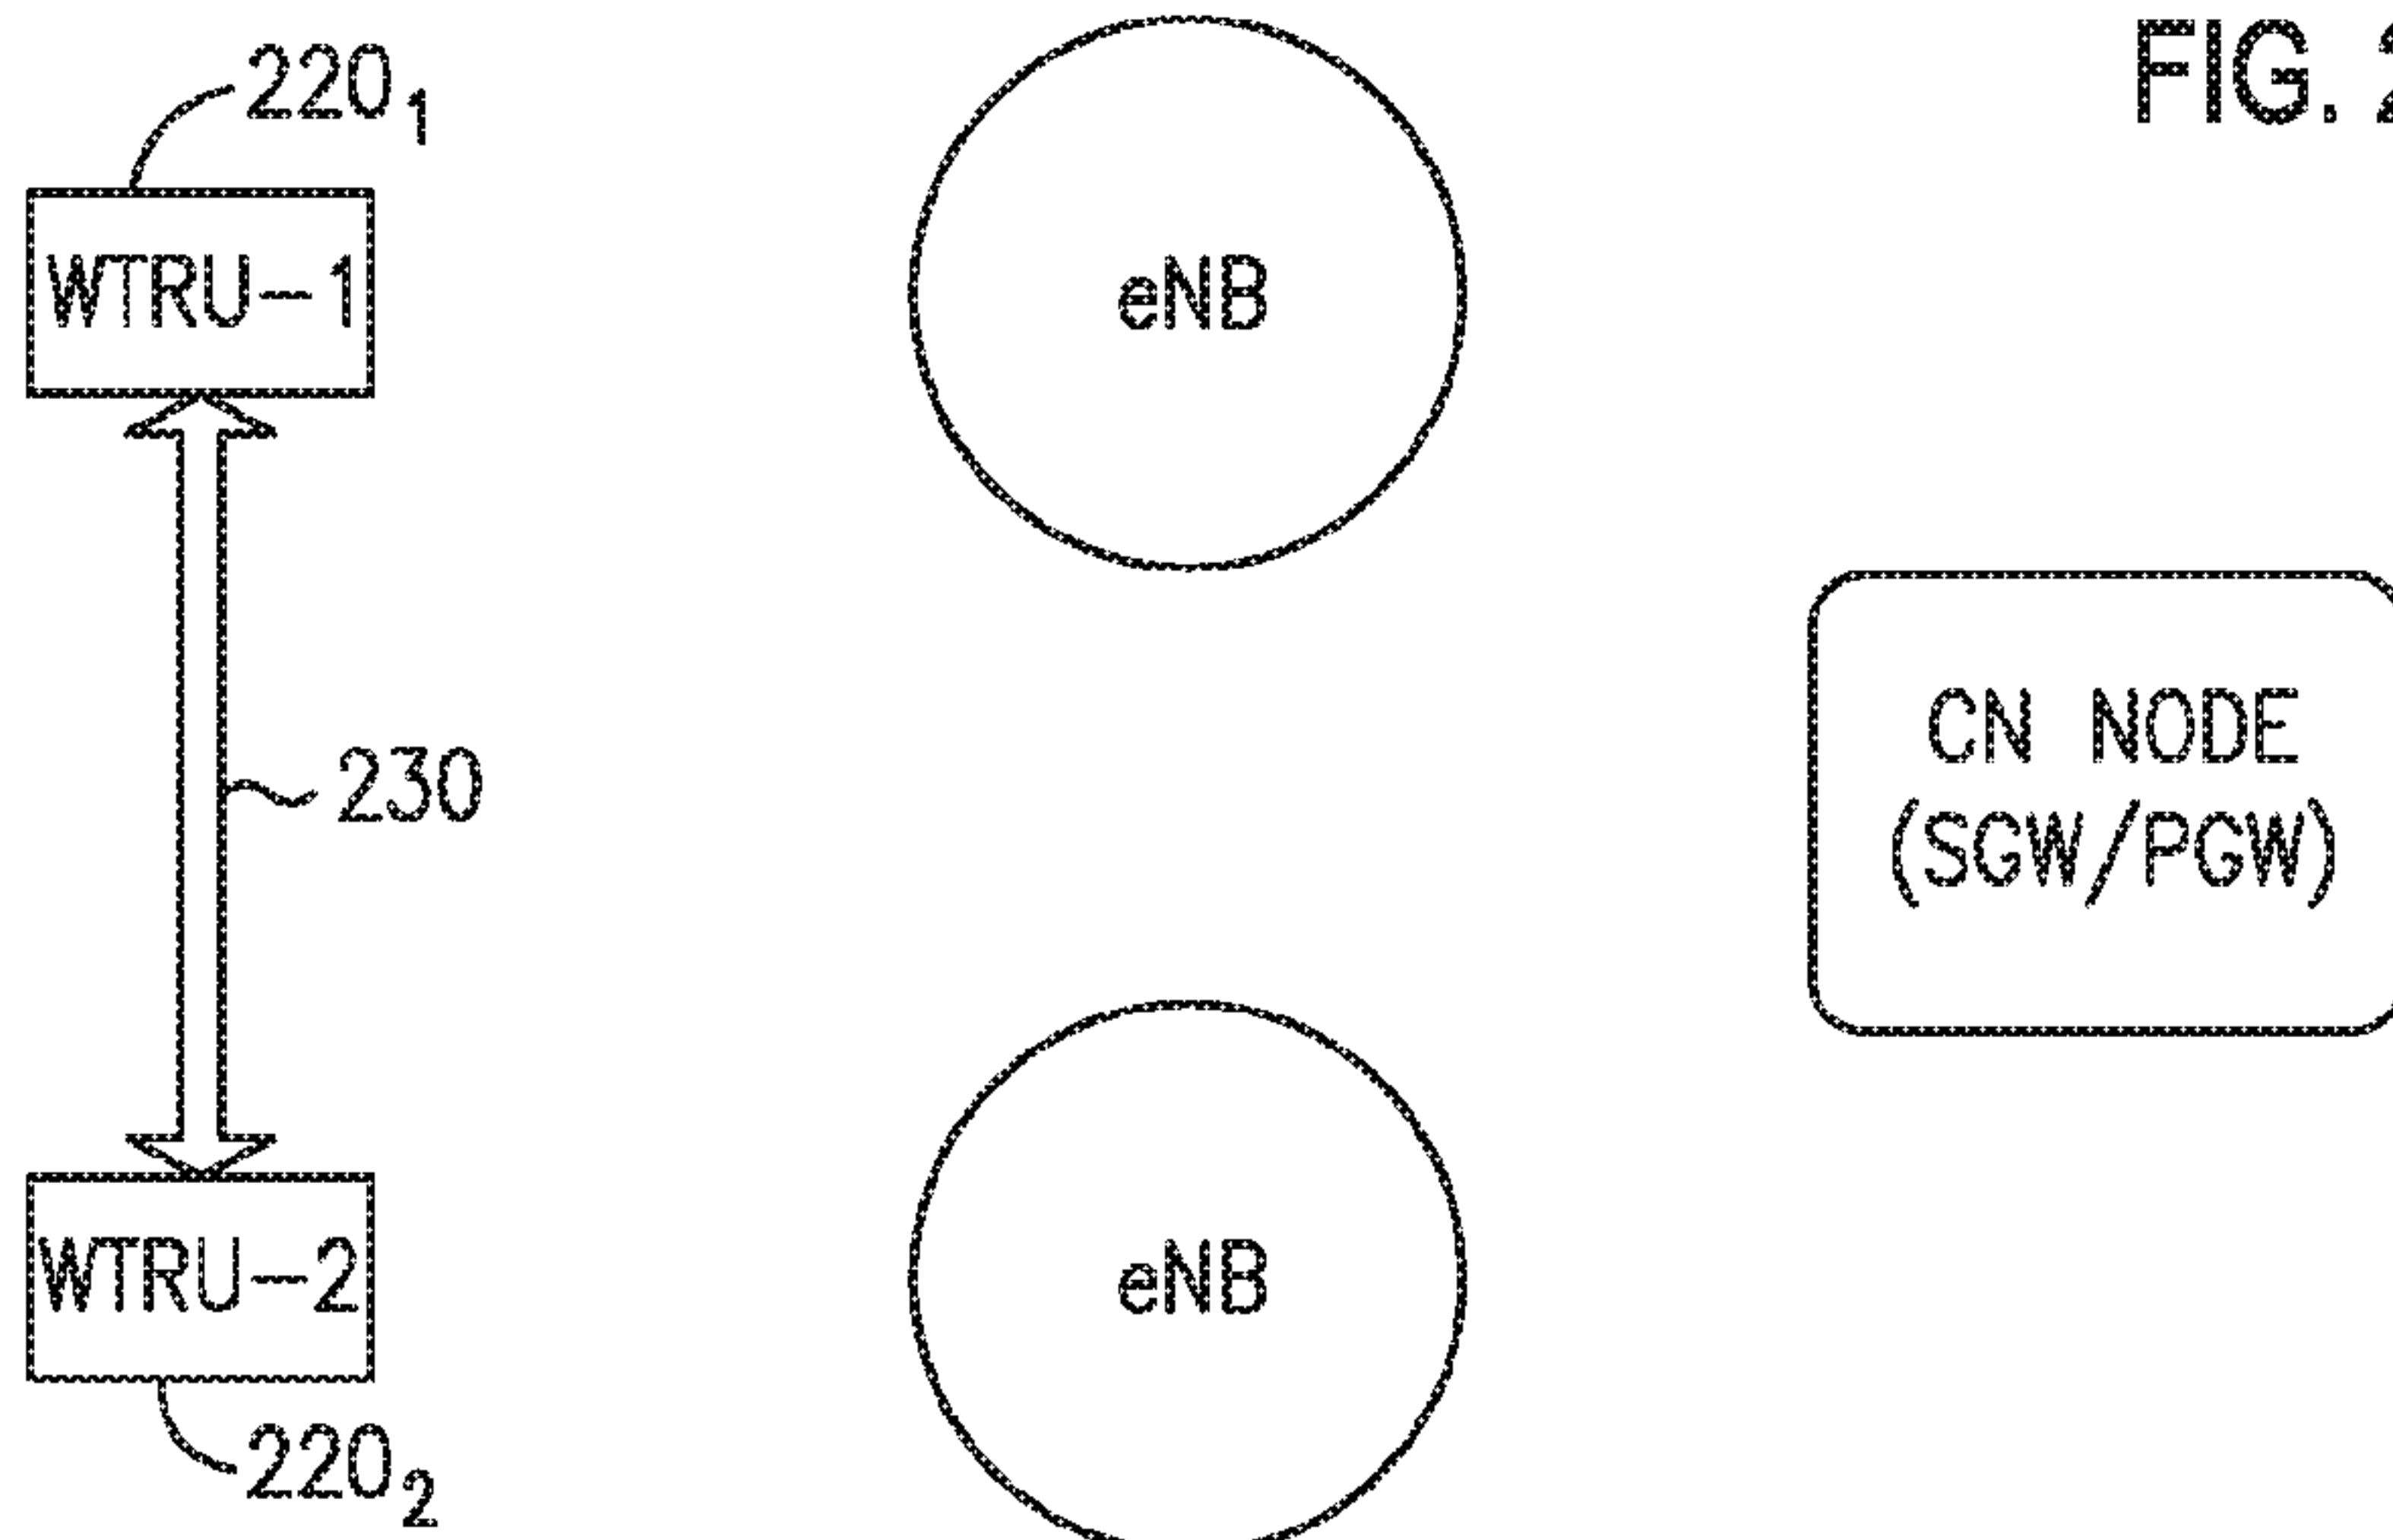 FIG. 2
220₁
WTRU-1
eNB
230
CN NODE
(SGW/PGW)
WTRU-2
eNB
220₂